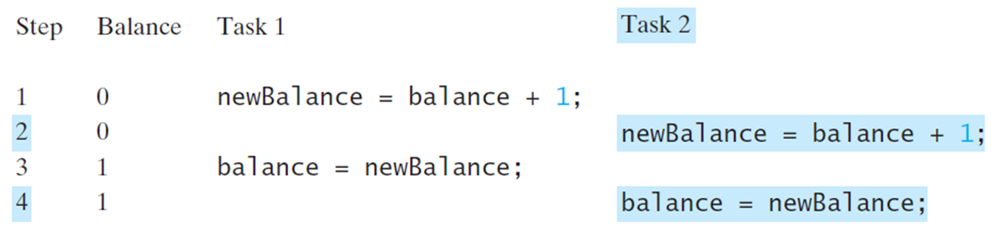 Step Balance Task 1 Task 2
1 0 newBalance = balance + 1;
2 0 newBalance = balance + 1;
3 1 balance = newBalance;
4 1 balance = newBalance;